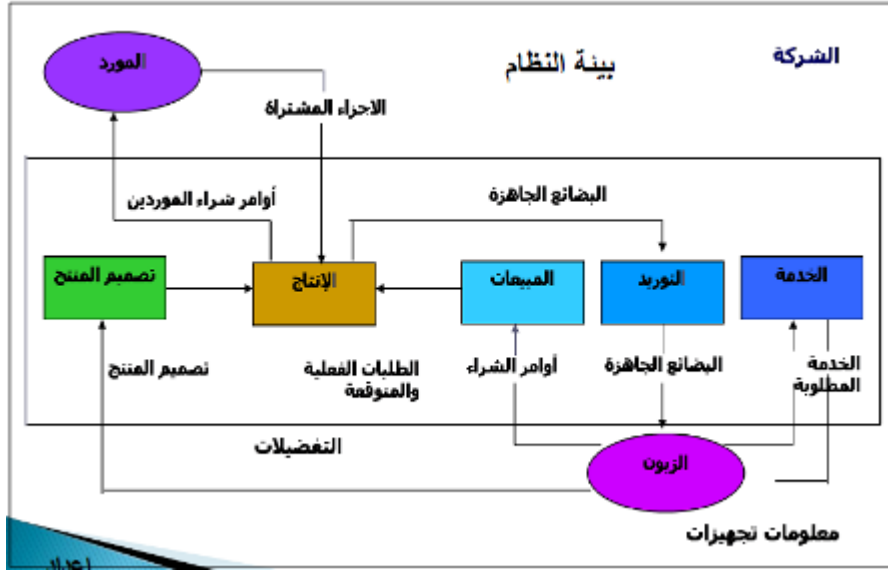 الشركة
بيئة النظام
المورد
الاجزاء المشتراة
أوامر شراء الموردين
البضائع الجاهزة
الخدمة
التوريد
المبيعات
الإنتاج
تصميم المنتج
الخدمة
المطلوبة
البضائع الجاهزة
أوامر الشراء
الطلبات الفعلية
والمتوقعة
تصميم المنتج
التفضيلات
الزبون
معلومات تجهيزات